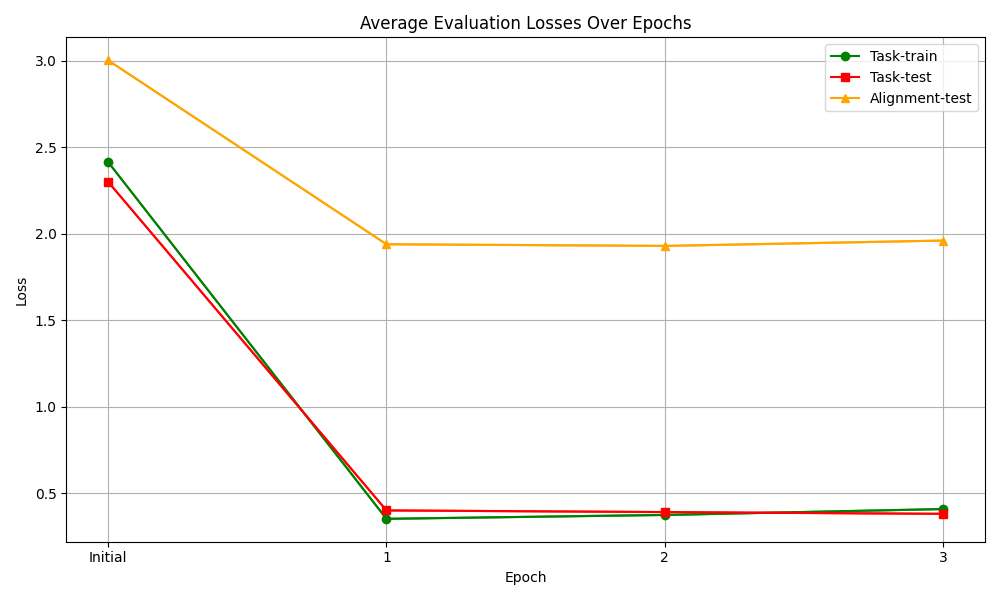 Average Evaluation Losses Over Epochs
Task-train
Task-test
Alignment-test
3.0
2.5
2.0
1.5
1.0
0.5
Loss
Initial
1
2
3
Epoch